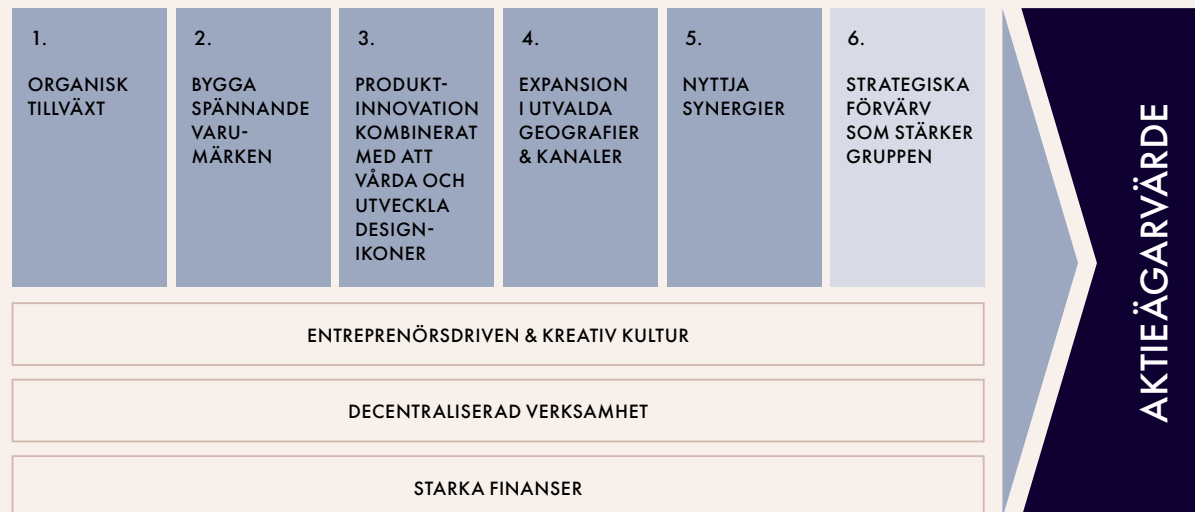 1.
ORGANISK
TILLVÄXT
2.
BYGGA
SPÄNNANDE
VARU-
MÄRKEN
3.
PRODUKT-
INNOVATION
KOMBINERAT
MED ATT
VÅRDA OCH
UTVECKLA
DESIGN-
IKONER
4.
EXPANSION
I UTVALDA
GEOGRAFIER
& KANALER
5.
NYTTJA
SYNERGIER
6.
STRATEGISKA
FÖRVÄRV
SOM STÄRKER
GRUPPEN
ENTREPRENÖRSDRIVEN & KREATIV KULTUR
DECENTRALISERAD VERKSAMHET
STARKA FINANSER
AKTIEÄGARVÄRDE